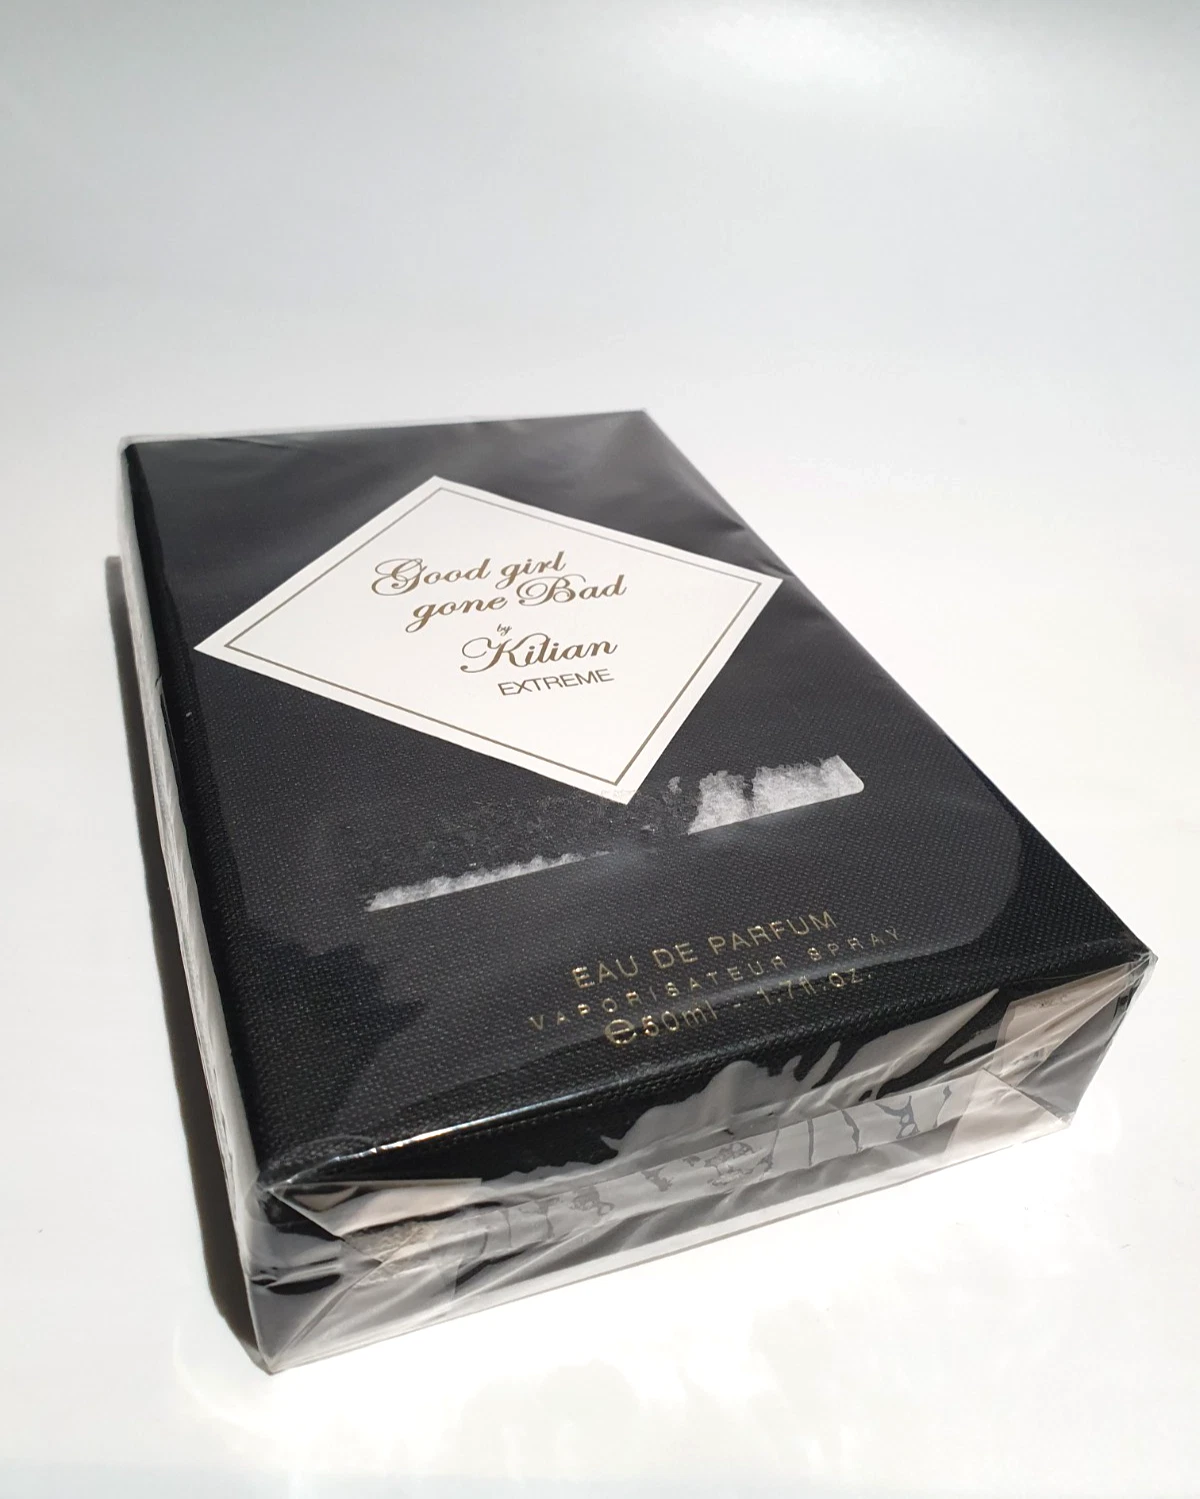 Good girl
gone Bad
by
Kilian
EXTREME
EAU DE PARFUM
VAPORISATEUR SPRAY
℮50ml - 1.7fl.oz.